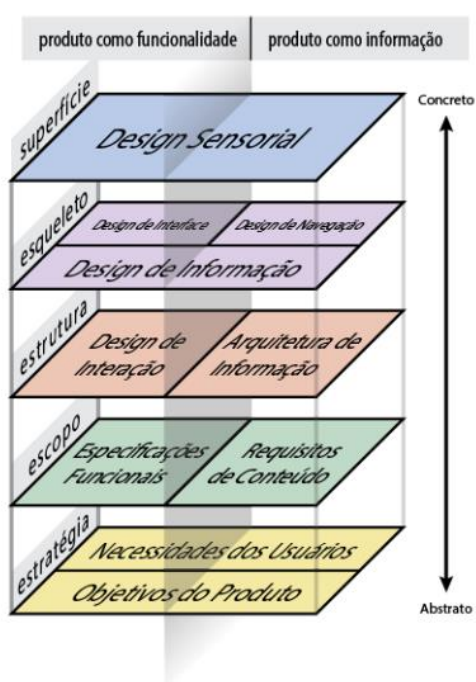 produto como funcionalidade
produto como informação
Concreto
superfície
Design Sensorial
esqueleto
Design de Interface
Design de Navegação
Design de Informação
estrutura
Design de
Interação
Arquitetura de
Informação
escopo
Especificações
Funcionais
Requisitos
de Conteúdo
estratégia
Necessidades dos Usuários
Objetivos do Produto
Abstrato